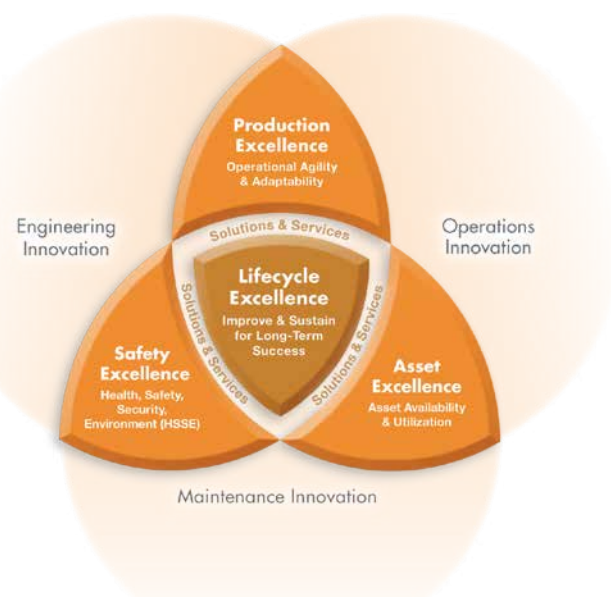 Production
Excellence
Operational Agility
& Adaptability
Engineering
Innovation
Operations
Innovation
Solutions & Services
Lifecycle
Excellence
Improve & Sustain
for Long-Term
Success
Solutions & Services
Solutions & Services
Safety
Excellence
Health, Safety,
Security,
Environment (HSSE)
Asset
Excellence
Asset Availability
& Utilization
Maintenance Innovation